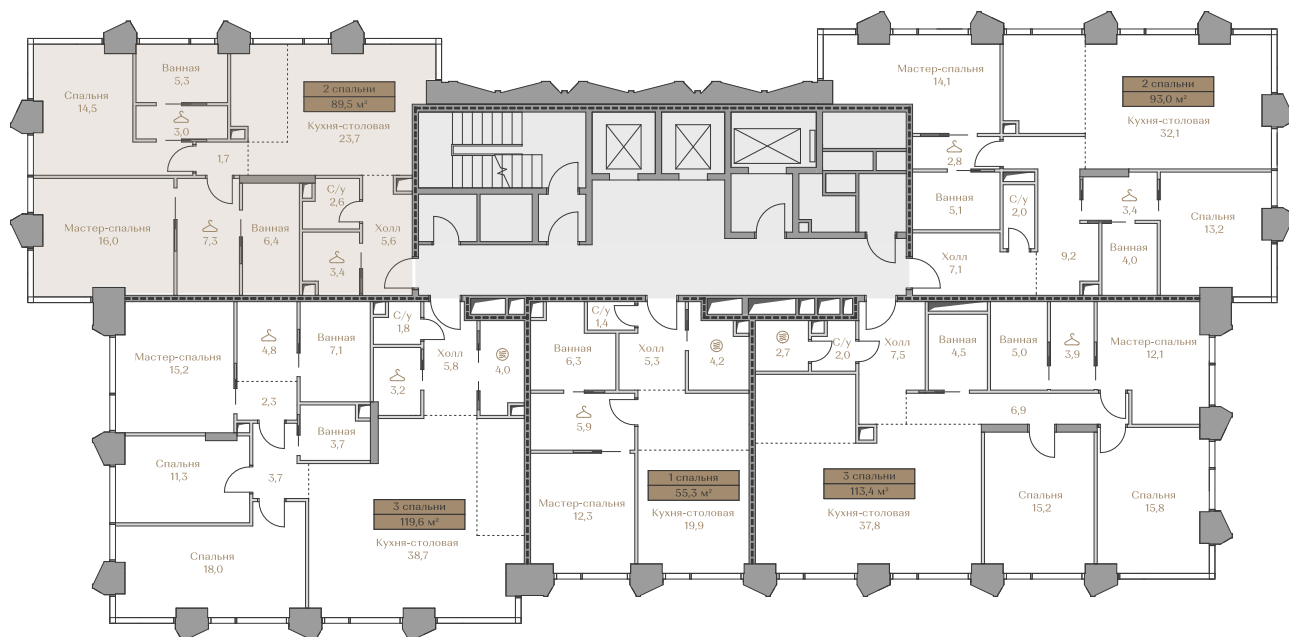 2 спальни
89,5 м²
Спальня
14,5
Ванная
5,3
3,0
1,7
Кухня-столовая
23,7
Мастер-спальня
16,0
7,3
Ванная
6,4
С/у
2,6
3,4
Холл
5,6
Мастер-спальня
14,1
2 спальни
93,0 м²
Кухня-столовая
32,1
2,8
Ванная
5,1
С/у
2,0
3,4
Спальня
13,2
Холл
7,1
9,2
Ванная
4,0
Мастер-спальня
15,2
4,8
Ванная
7,1
С/у
1,8
Холл
5,8
4,0
3,2
2,3
Ванная
3,7
Спальня
11,3
3,7
3 спальни
119,6 м²
Кухня-столовая
38,7
Спальня
18,0
С/у
1,4
Ванная
6,3
Холл
5,3
4,2
5,9
Мастер-спальня
12,3
1 спальня
55,3 м²
Кухня-столовая
19,9
2,7
С/у
2,0
Холл
7,5
Ванная
4,5
Ванная
5,0
3,9
Мастер-спальня
12,1
6,9
3 спальни
113,4 м²
Кухня-столовая
37,8
Спальня
15,2
Спальня
15,8